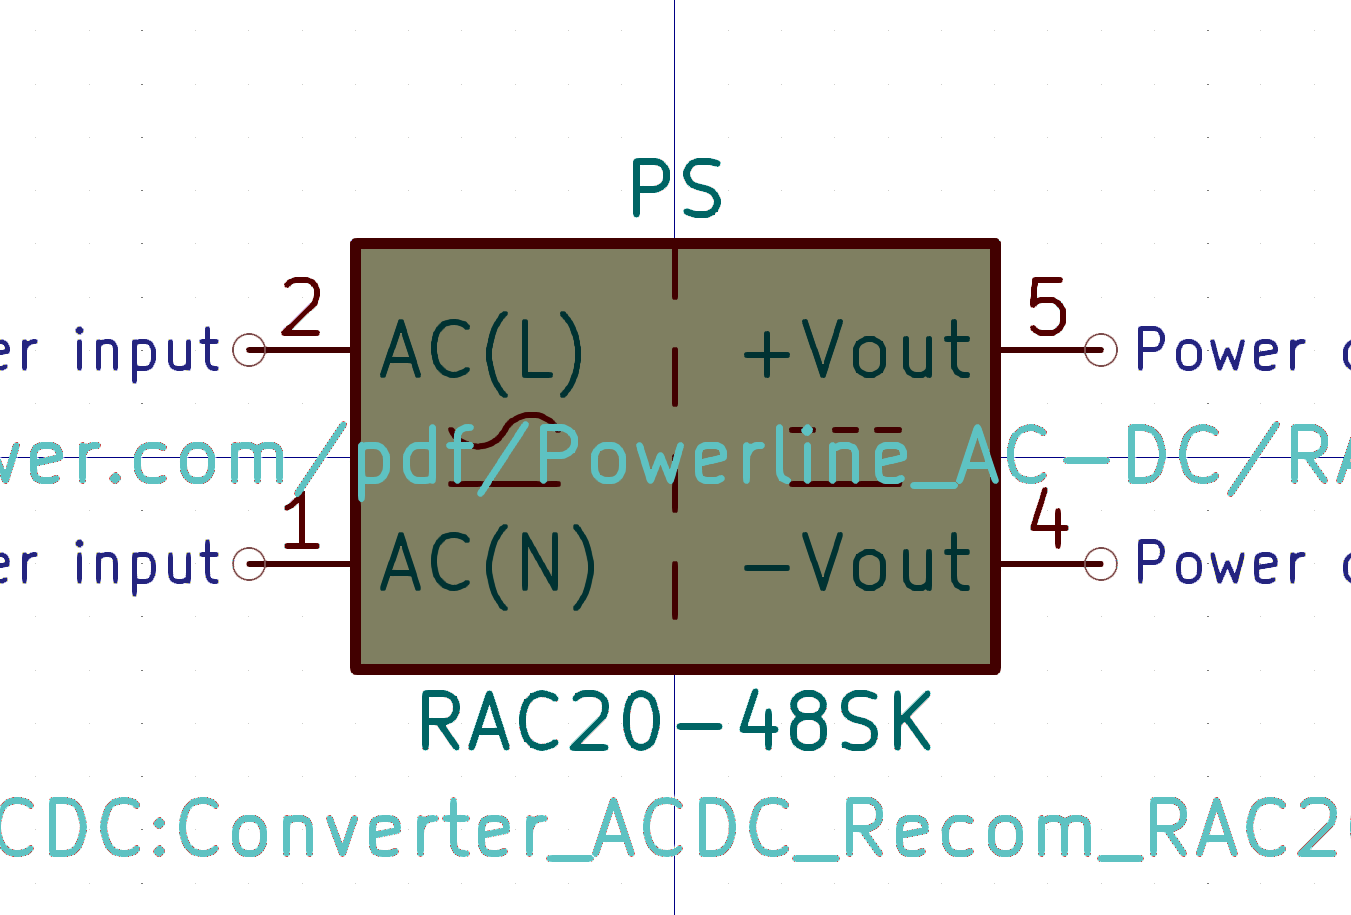 PS
2 5
er input AC(L) +Vout Power
wer.com/pdf/Powerline_AC-DC/RA
1 4
er input AC(N) -Vout Power
RAC20-48SK
CDC:Converter_ACDC_Recom_RAC20